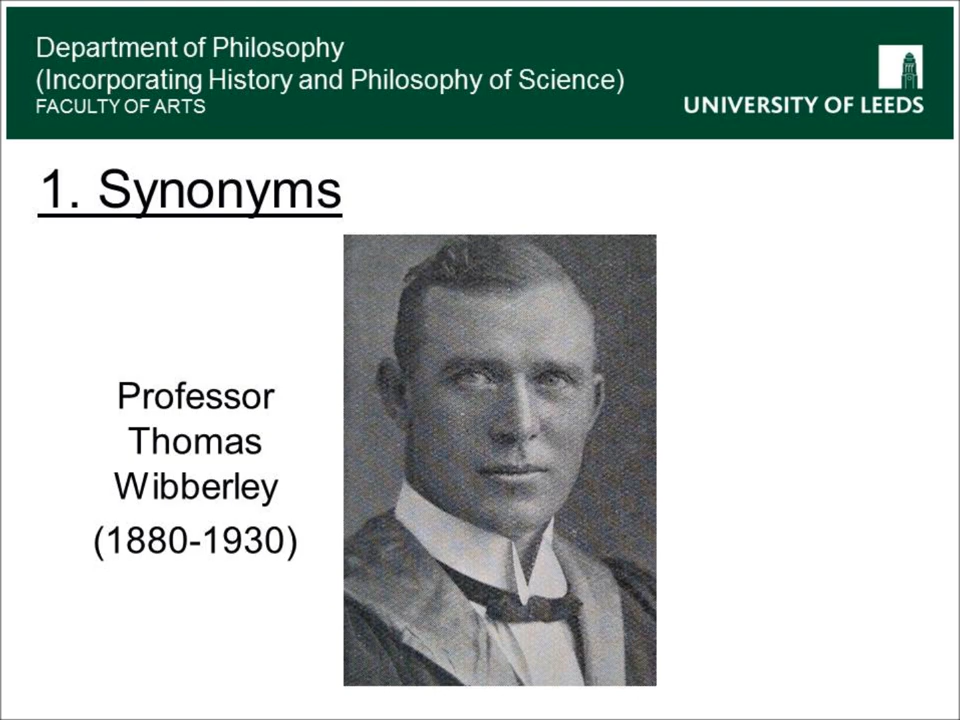 Department of Philosophy
(Incorporating History and Philosophy of Science)
FACULTY OF ARTS
UNIVERSITY OF LEEDS
1. Synonyms
Professor
Thomas
Wibberley
(1880-1930)